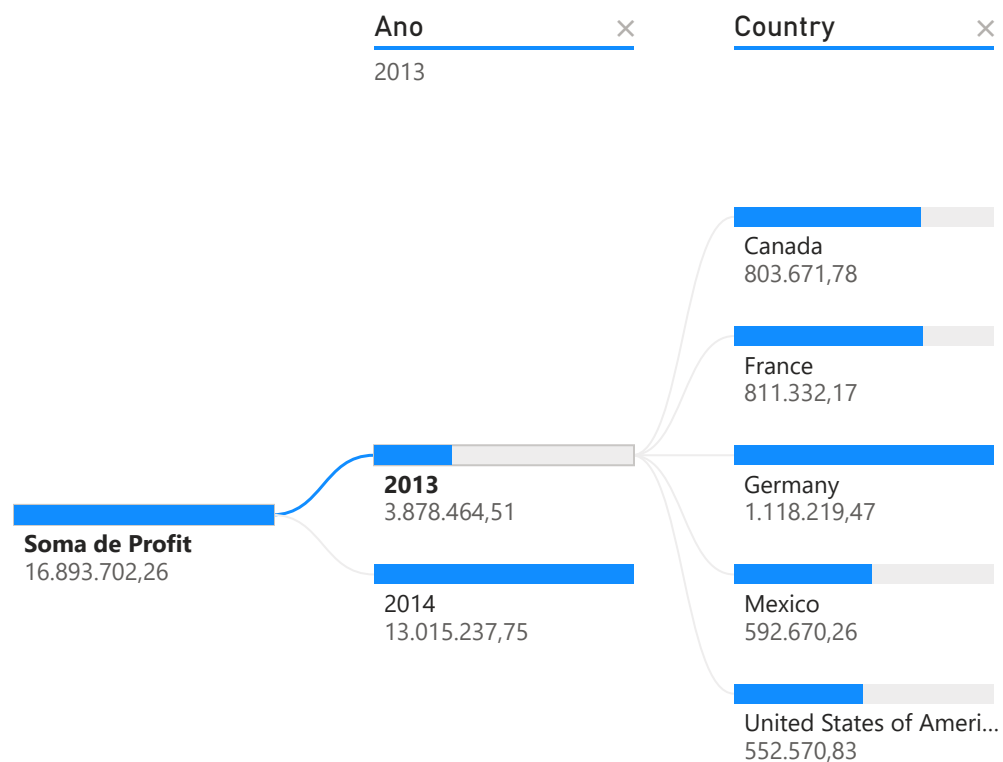 Ano
Country
2013
Canada
803.671,78
France
811.332,17
Germany
1.118.219,47
2013
3.878.464,51
Soma de Profit
16.893.702,26
2014
13.015.237,75
Mexico
592.670,26
United States of Ameri...
552.570,83